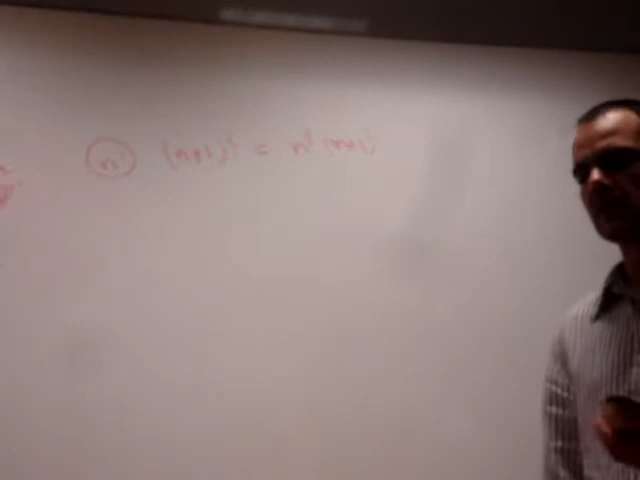 n! (n+1)! = n! (n+1)